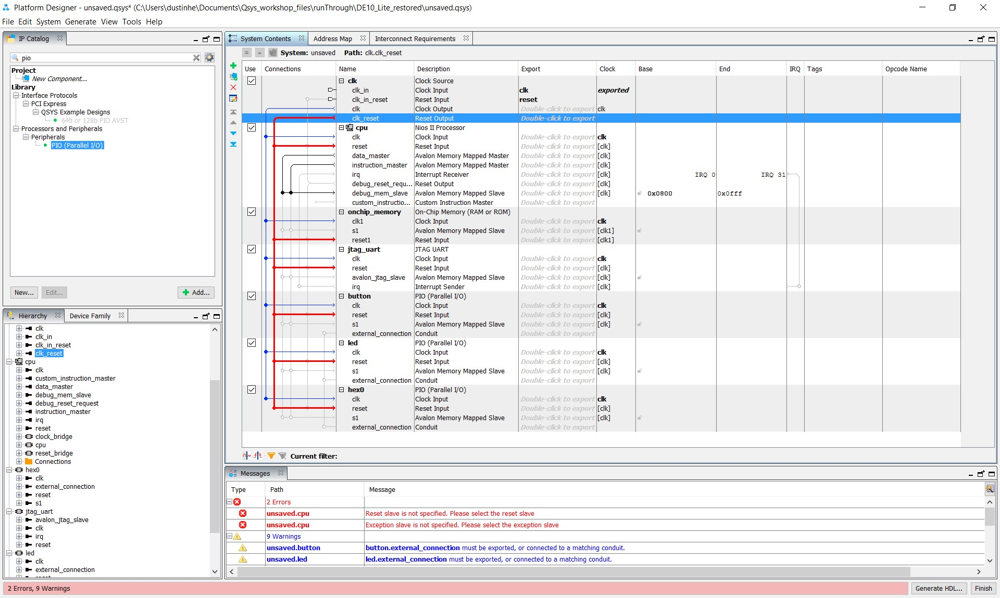 Platform Designer - unsaved.qsys* (C:\Users\dustinhe\Documents\Qsys_workshop_files\runThrough\DE10_Lite_restored\unsaved.qsys)
File Edit System Generate View Tools Help
IP Catalog
pio
Project
New Component...
Library
Interface Protocols
PCI Express
QSYS Example Designs
64b or 128b PIO AVST
Processors and Peripherals
Peripherals
PIO (Parallel I/O)
New... Edit... Add...
Hierarchy Device Family
clk
clk_in
clk_in_reset
clk_reset
cpu
clk
custom_instruction_master
data_master
debug_mem_slave
debug_reset_request
instruction_master
irq
reset
clock_bridge
cpu
reset_bridge
Connections
hex0
clk
external_connection
reset
s1
jtag_uart
avalon_jtag_slave
clk
irq
reset
led
clk
external_connection
System Contents Address Map Interconnect Requirements
System: unsaved Path: clk.clk_reset
Use Connections Name Description Export Clock Base End IRQ Tags Opcode Name
clk Clock Source
clk_in Clock Input clk exported
clk_in_reset Reset Input reset
clk Clock Output Double-click to export clk
clk_reset Reset Output Double-click to export
cpu Nios II Processor
clk Clock Input Double-click to export clk
reset Reset Input Double-click to export [clk]
data_master Avalon Memory Mapped Master Double-click to export [clk]
instruction_master Avalon Memory Mapped Master Double-click to export [clk]
irq Interrupt Receiver Double-click to export [clk] IRQ 0 IRQ 31
debug_reset_requ... Reset Output Double-click to export [clk]
debug_mem_slave Avalon Memory Mapped Slave Double-click to export [clk] 0x0800 0x0fff
custom_instructio... Custom Instruction Master Double-click to export
onchip_memory On-Chip Memory (RAM or ROM)
clk1 Clock Input Double-click to export clk
s1 Avalon Memory Mapped Slave Double-click to export [clk1]
reset1 Reset Input Double-click to export [clk1]
jtag_uart JTAG UART
clk Clock Input Double-click to export clk
reset Reset Input Double-click to export [clk]
avalon_jtag_slave Avalon Memory Mapped Slave Double-click to export [clk]
irq Interrupt Sender Double-click to export [clk]
button PIO (Parallel I/O)
clk Clock Input Double-click to export clk
reset Reset Input Double-click to export [clk]
s1 Avalon Memory Mapped Slave Double-click to export [clk]
external_connection Conduit Double-click to export
led PIO (Parallel I/O)
clk Clock Input Double-click to export clk
reset Reset Input Double-click to export [clk]
s1 Avalon Memory Mapped Slave Double-click to export [clk]
external_connection Conduit Double-click to export
hex0 PIO (Parallel I/O)
clk Clock Input Double-click to export clk
reset Reset Input Double-click to export [clk]
s1 Avalon Memory Mapped Slave Double-click to export [clk]
external_connection Conduit Double-click to export
Current filter:
Messages
Type Path Message
2 Errors
unsaved.cpu Reset slave is not specified. Please select the reset slave
unsaved.cpu Exception slave is not specified. Please select the exception slave
9 Warnings
unsaved.button button.external_connection must be exported, or connected to a matching conduit.
unsaved.led led.external_connection must be exported, or connected to a matching conduit.
2 Errors, 9 Warnings
Generate HDL... Finish